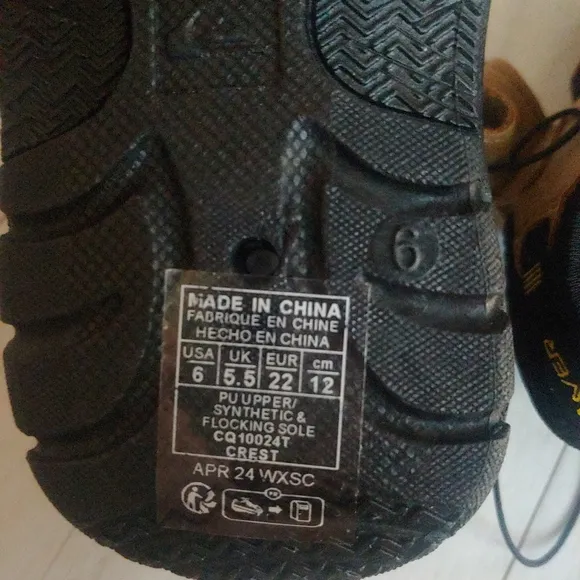 6
MADE IN CHINA
FABRIQUE EN CHINE
HECHO EN CHINA
USA UK EUR cm
6 5.5 22 12
PU UPPER/
SYNTHETIC &
FLOCKING SOLE
CQ10024T
CREST
APR 24 WXSC
FR